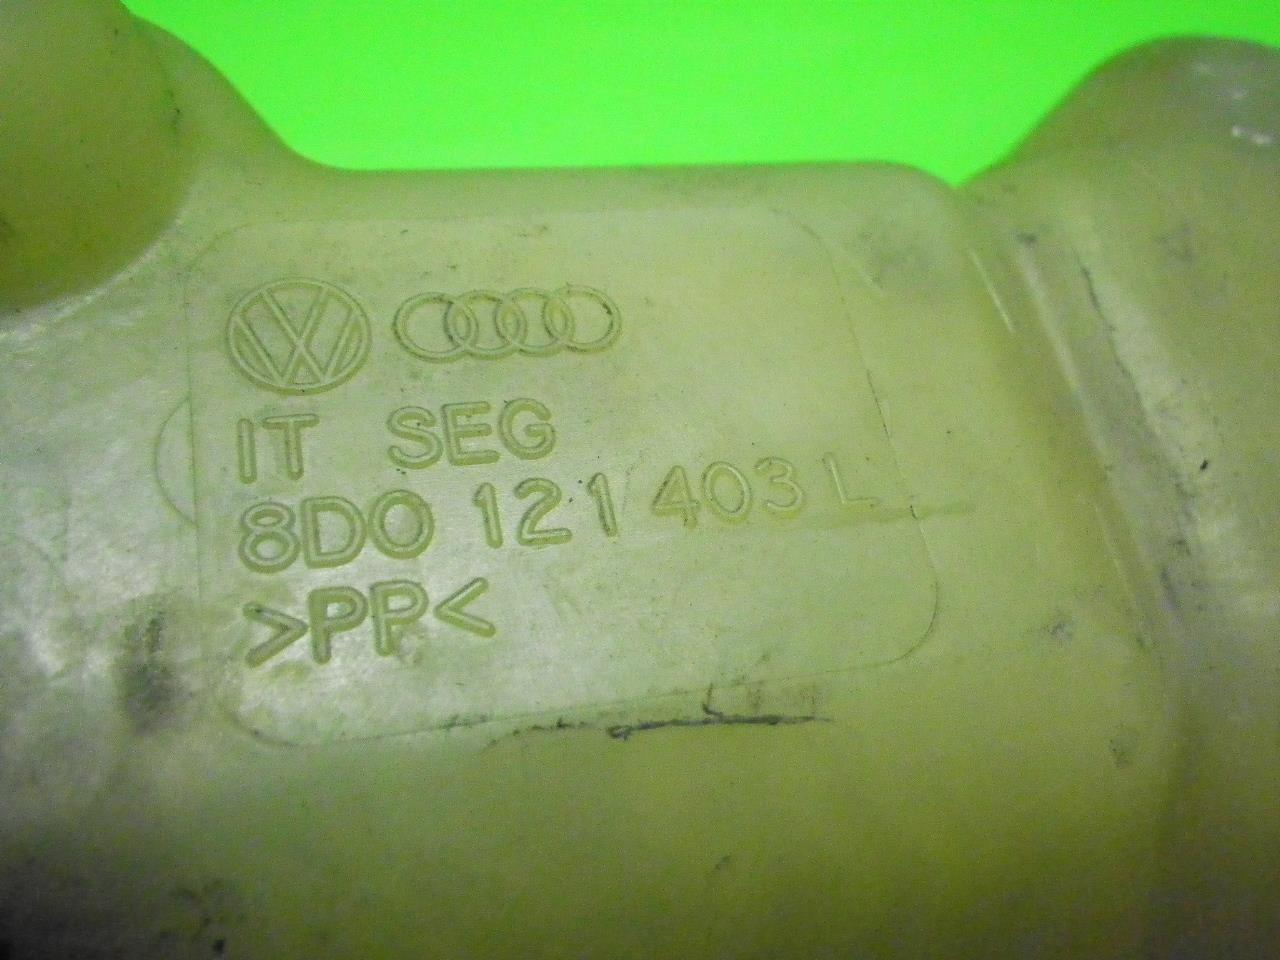 IT SEG
8D0 121 403 L
>PP<